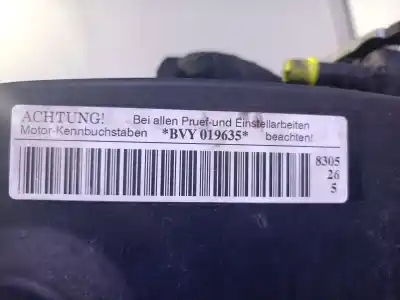 ACHTUNG! Bei allen Pruef-und Einstellarbeiten
Motor-Kennbuchstaben *BVY 019635* beachten!
8305
26
5